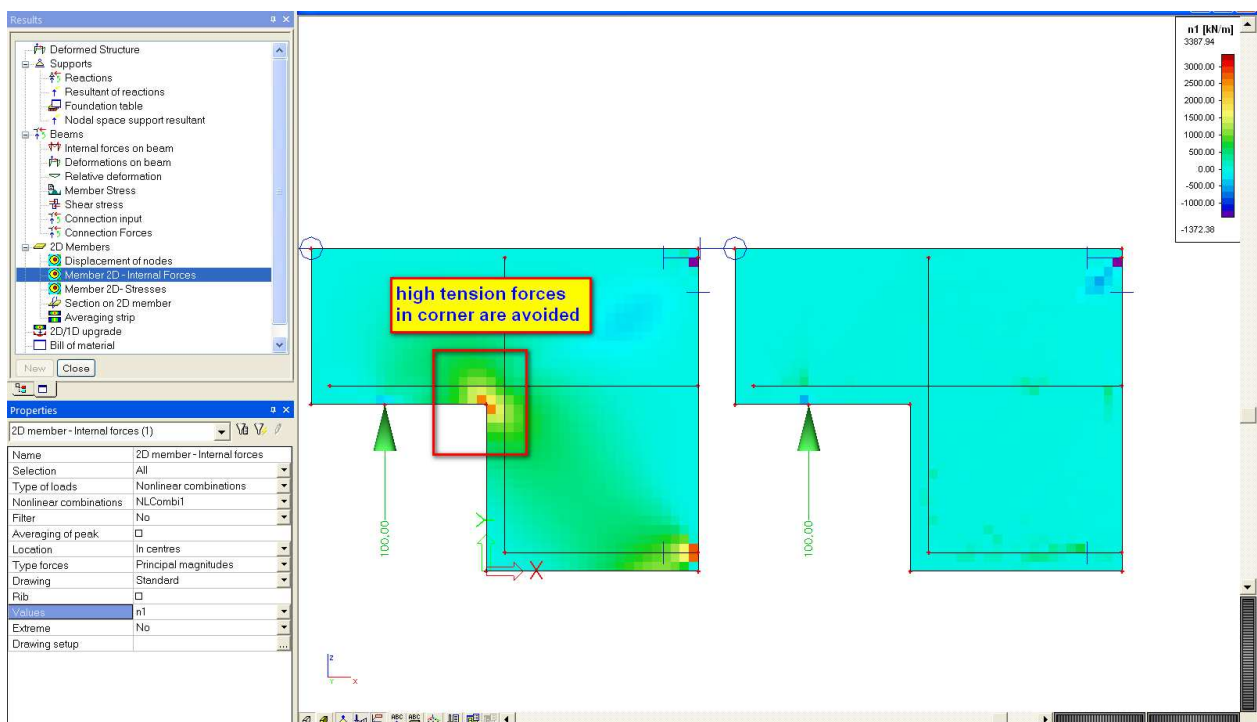 Results
Deformed Structure
Supports
Reactions
Resultant of reactions
Foundation table
Nodal space support resultant
Beams
Internal forces on beam
Deformations on beam
Relative deformation
Member Stress
Shear stress
Connection input
Connection Forces
2D Members
Displacement of nodes
Member 2D - Internal Forces
Member 2D- Stresses
Section on 2D member
Averaging strip
2D/1D upgrade
Bill of material
New Close
Properties
2D member - Internal forces (1)
Name 2D member - Internal forces
Selection All
Type of loads Nonlinear combinations
Nonlinear combinations NLCombi1
Filter No
Averaging of peak
Location In centres
Type forces Principal magnitudes
Drawing Standard
Rib
Values n1
Extreme No
Drawing setup ...
high tension forces
in corner are avoided
100.00
Y
X
100.00
z
Y x
n1 [kN/m]
3387.94
3000.00
2500.00
2000.00
1500.00
1000.00
500.00
0.00
-500.00
-1000.00
-1372.38
ABC ABC